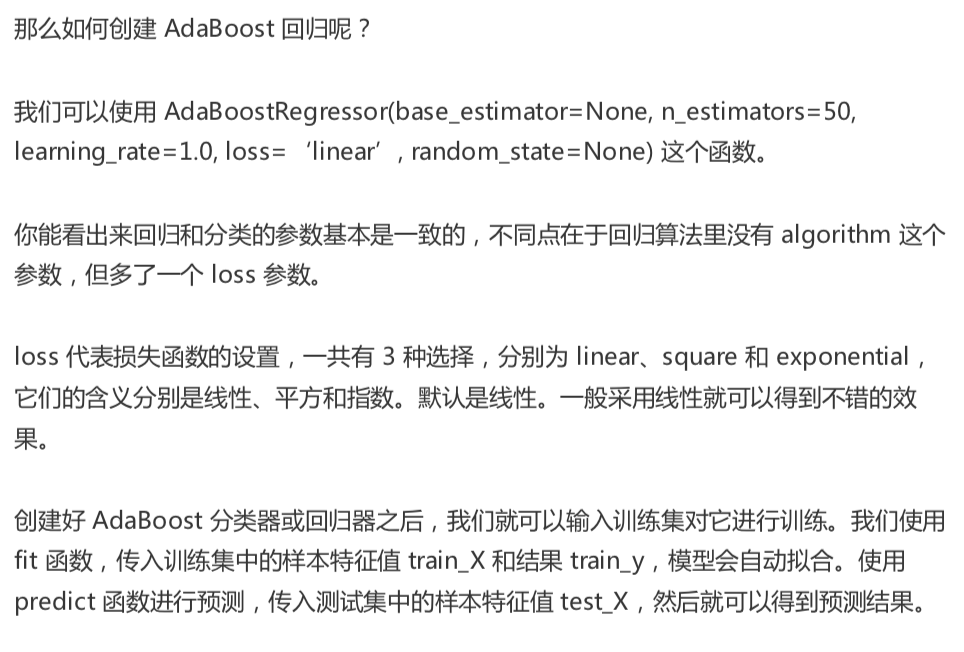 那么如何创建 AdaBoost 回归呢？
我们可以使用 AdaBoostRegressor(base_estimator=None, n_estimators=50,
learning_rate=1.0, loss=‘linear’, random_state=None) 这个函数。
你能看出来回归和分类的参数基本是一致的，不同点在于回归算法里没有 algorithm 这个
参数，但多了一个 loss 参数。
loss 代表损失函数的设置，一共有 3 种选择，分别为 linear、square 和 exponential，
它们的含义分别是线性、平方和指数。默认是线性。一般采用线性就可以得到不错的效
果。
创建好 AdaBoost 分类器或回归器之后，我们就可以输入训练集对它进行训练。我们使用
fit 函数，传入训练集中的样本特征值 train_X 和结果 train_y，模型会自动拟合。使用
predict 函数进行预测，传入测试集中的样本特征值 test_X，然后就可以得到预测结果。